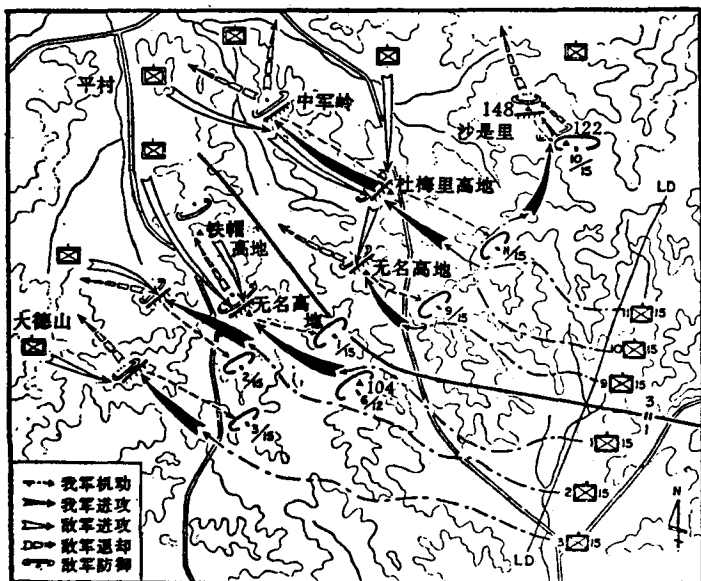 平村
中军岭
148
沙是里
122
10/15
杜梅里高地
LD
铁帽
高地
无名高地
11/15
无名高
地
9/15
11 15
10 15
天德山
1/15
9 15
2/15
104
6/12
3
1
1 15
3/15
2 15
3 15
LD
N
我军机动
我军进攻
敌军进攻
敌军退却
敌军防御